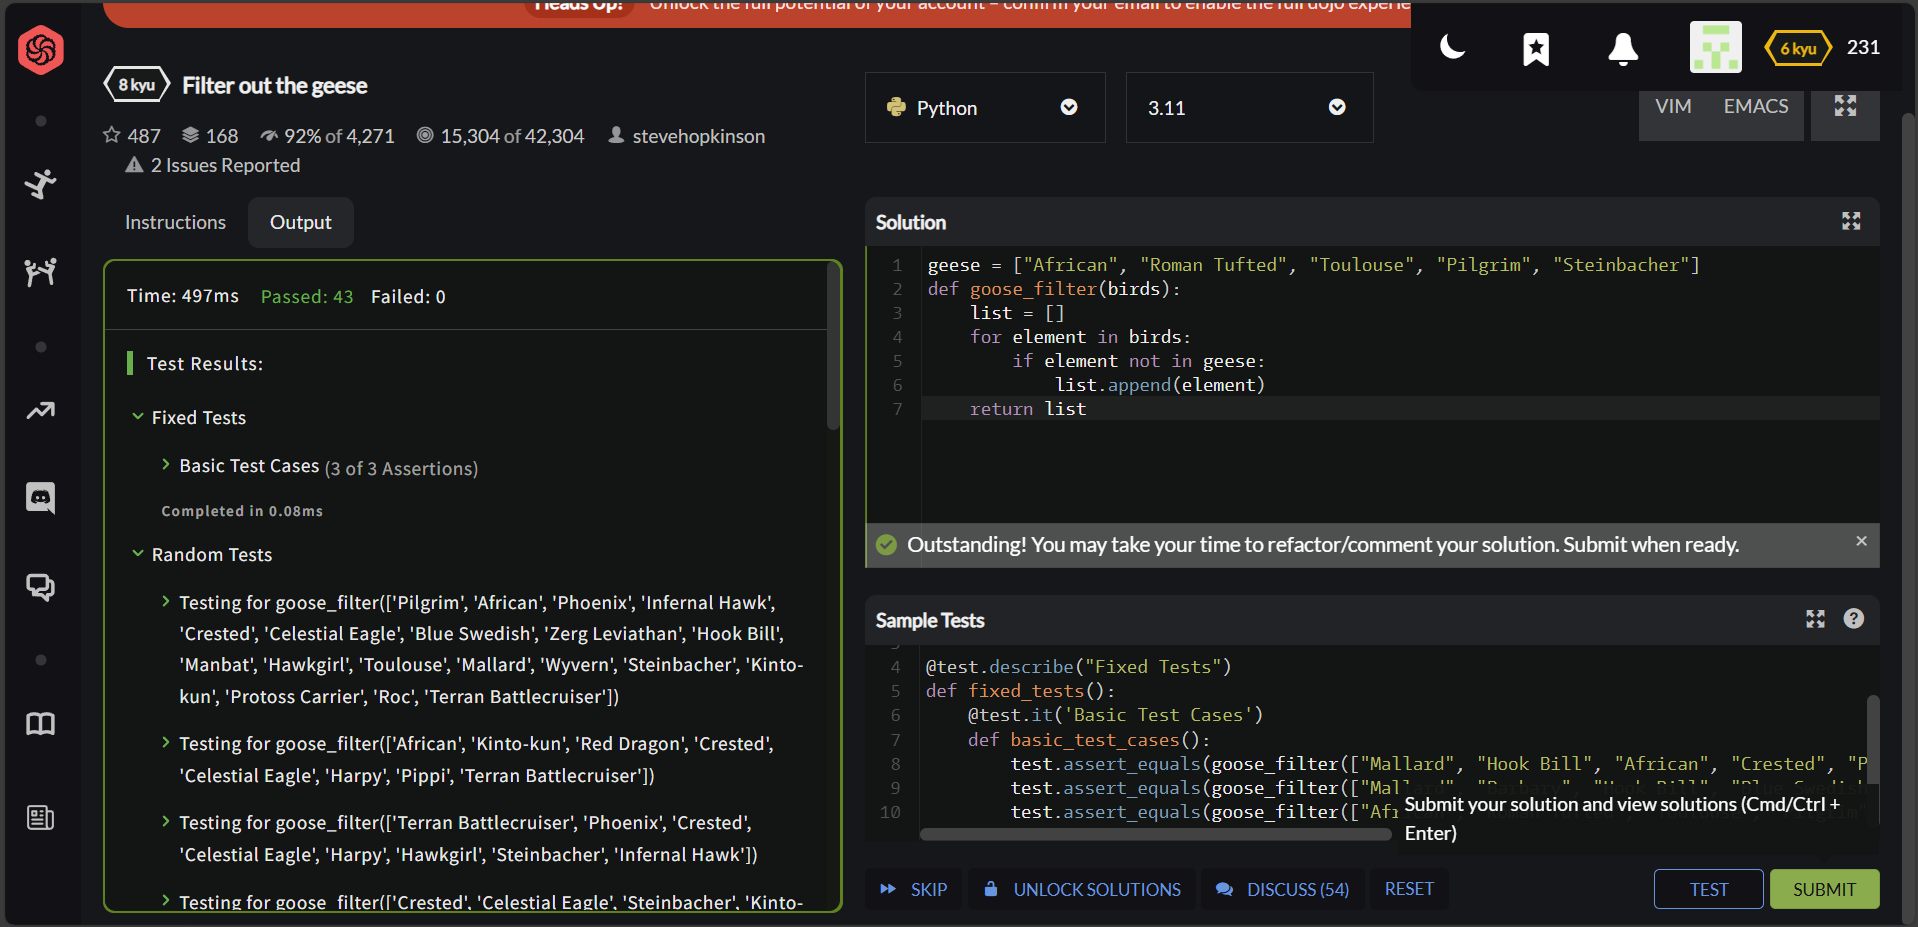 Heads Up! Unlock the full potential of your account – confirm your email to enable the full dojo experie
6 kyu 231
8 kyu Filter out the geese
487 168 92% of 4,271 15,304 of 42,304 stevehopkinson
2 Issues Reported
Python
3.11
VIM EMACS
Instructions Output
Time: 497ms Passed: 43 Failed: 0
Test Results:
Fixed Tests
Basic Test Cases (3 of 3 Assertions)
Completed in 0.08ms
Random Tests
Testing for goose_filter(['Pilgrim', 'African', 'Phoenix', 'Infernal Hawk',
'Crested', 'Celestial Eagle', 'Blue Swedish', 'Zerg Leviathan', 'Hook Bill',
'Manbat', 'Hawkgirl', 'Toulouse', 'Mallard', 'Wyvern', 'Steinbacher', 'Kinto-
kun', 'Protoss Carrier', 'Roc', 'Terran Battlecruiser'])
Testing for goose_filter(['African', 'Kinto-kun', 'Red Dragon', 'Crested',
'Celestial Eagle', 'Harpy', 'Pippi', 'Terran Battlecruiser'])
Testing for goose_filter(['Terran Battlecruiser', 'Phoenix', 'Crested',
'Celestial Eagle', 'Harpy', 'Hawkgirl', 'Steinbacher', 'Infernal Hawk'])
Testing for goose_filter(['Crested', 'Celestial Eagle', 'Steinbacher', 'Kinto-
Solution
1 geese = ["African", "Roman Tufted", "Toulouse", "Pilgrim", "Steinbacher"]
2 def goose_filter(birds):
3 list = []
4 for element in birds:
5 if element not in geese:
6 list.append(element)
7 return list
Outstanding! You may take your time to refactor/comment your solution. Submit when ready.
Sample Tests
4 @test.describe("Fixed Tests")
5 def fixed_tests():
6 @test.it('Basic Test Cases')
7 def basic_test_cases():
8 test.assert_equals(goose_filter(["Mallard", "Hook Bill", "African", "Crested", "P
9 test.assert_equals(goose_filter(["Mallard", "Barbary", "Hook Bill", "Blue Swedish
10 test.assert_equals(goose_filter(["Afr
Submit your solution and view solutions (Cmd/Ctrl +
Enter)
SKIP UNLOCK SOLUTIONS DISCUSS (54) RESET TEST SUBMIT